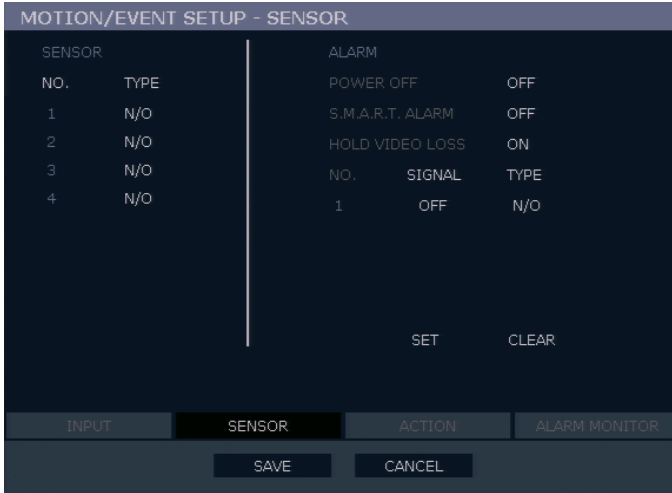 MOTION/EVENT SETUP - SENSOR
SENSOR
NO. TYPE
1 N/O
2 N/O
3 N/O
4 N/O
ALARM
POWER OFF OFF
S.M.A.R.T. ALARM OFF
HOLD VIDEO LOSS ON
NO. SIGNAL TYPE
1 OFF N/O
SET CLEAR
INPUT SENSOR ACTION ALARM MONITOR
SAVE CANCEL